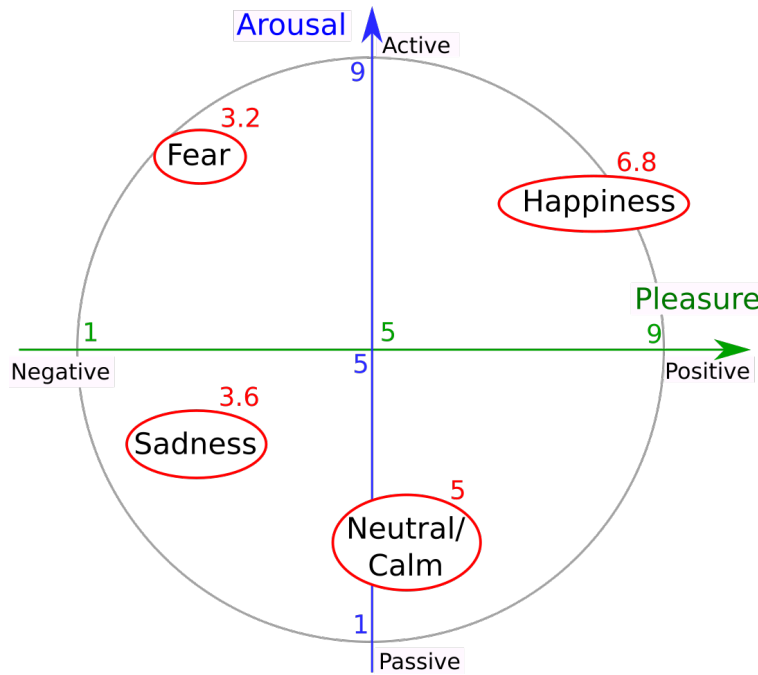 Arousal
Active
9
3.2
Fear
6.8
Happiness
Pleasure
1
5
9
5
Negative
Positive
3.6
Sadness
5
Neutral/
Calm
1
Passive